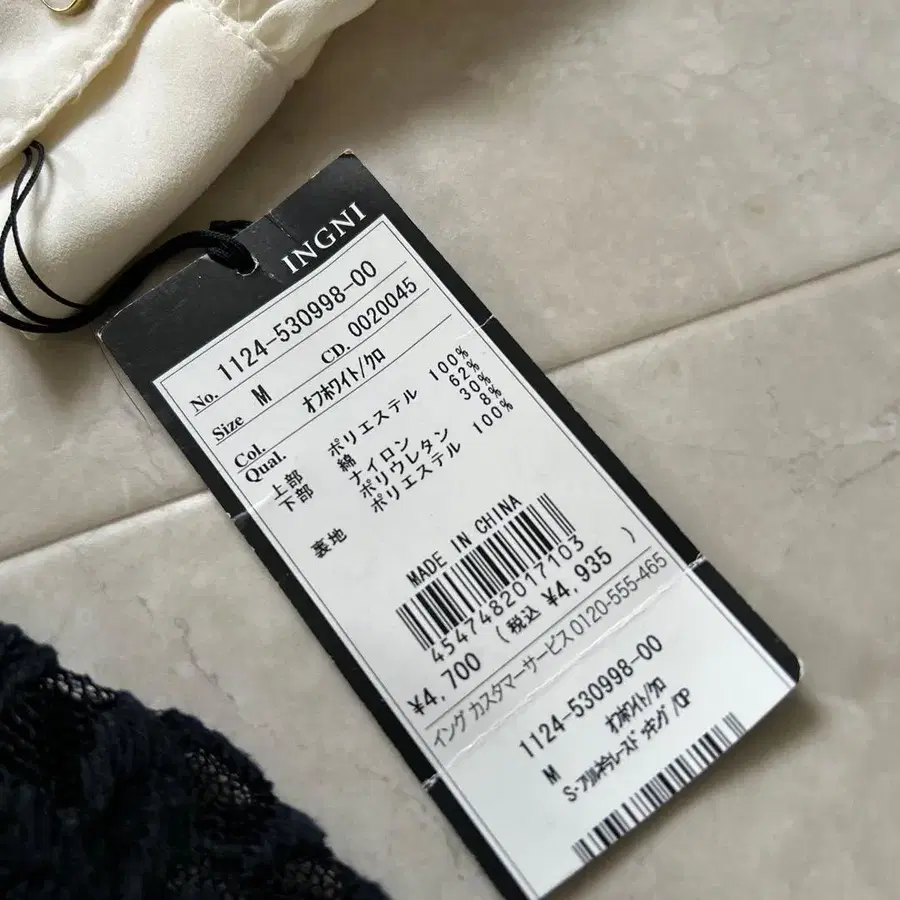 INGNI
No. 1124-530998-00
Size M CD. 0020045
Col. ｵﾌﾎﾜｲﾄ/ｸﾛ
Qual.
上部 ポリエステル 100%
下部 綿 62%
ナイロン 30%
ポリウレタン 8%
裏地 ポリエステル 100%
MADE IN CHINA
4547482017103
¥4,700 (税込 ¥4,935 )
イング カスタマーサービス 0120-555-465
1124-530998-00
ｵﾌﾎﾜｲﾄ/ｸﾛ
M